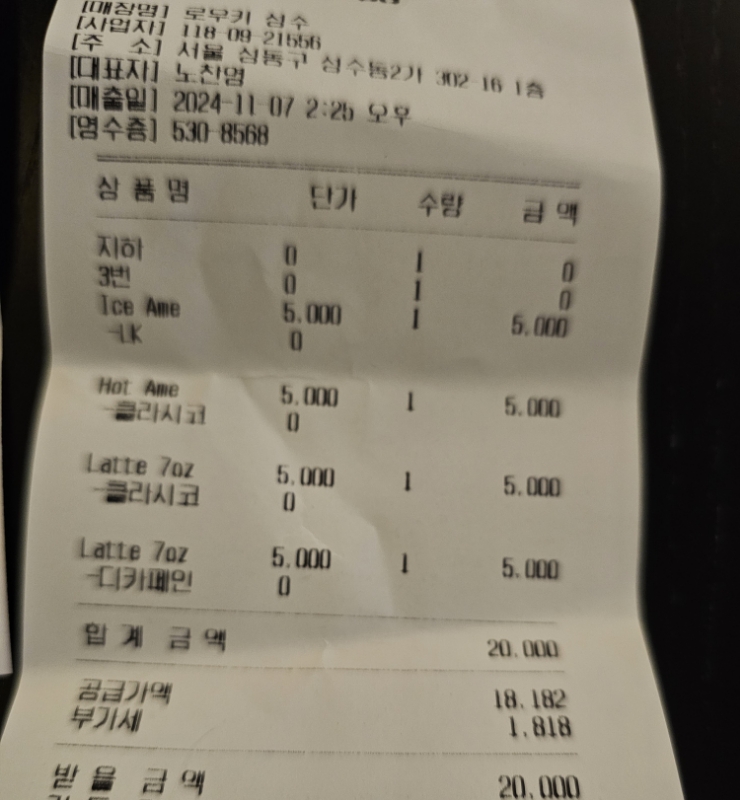 [매장명] 로우키 성수
[사업자] 118-09-21556
[주 소] 서울 성동구 성수동2가 302-16 1층
[대표자] 노찬영
[매출일] 2024-11-07 2:25 오후
[영수증] 530-8568
상 품 명 단가 수량 금 액
지하 0 1 0
3번 0 1 0
Ice Ame 5.000 1 5.000
-LK 0
Hot Ame 5.000 1 5.000
-클라시코 0
Latte 7oz 5.000 1 5.000
-클라시코 0
Latte 7oz 5.000 1 5.000
-디카페인 0
합 계 금 액 20.000
공급가액 18.182
부가세 1.818
받 을 금 액 20.000